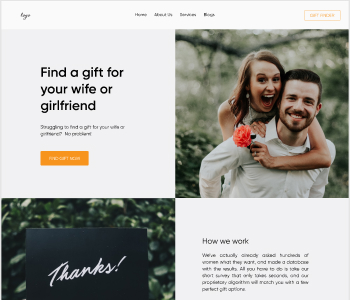 logo
Home About Us Services Blogs
GIFT FINDER
Find a gift for
your wife or
girlfriend
Struggling to find a gift for your wife or
girlfriend? No problem!
FIND GIFT NOW
Thanks!
How we work
We've actually asked hundreds of
women what they want, and made a database
with the results. All you have to do is take our
short survey that only takes seconds, and our
proprietary algorithm will match you with a few
perfect gift options.